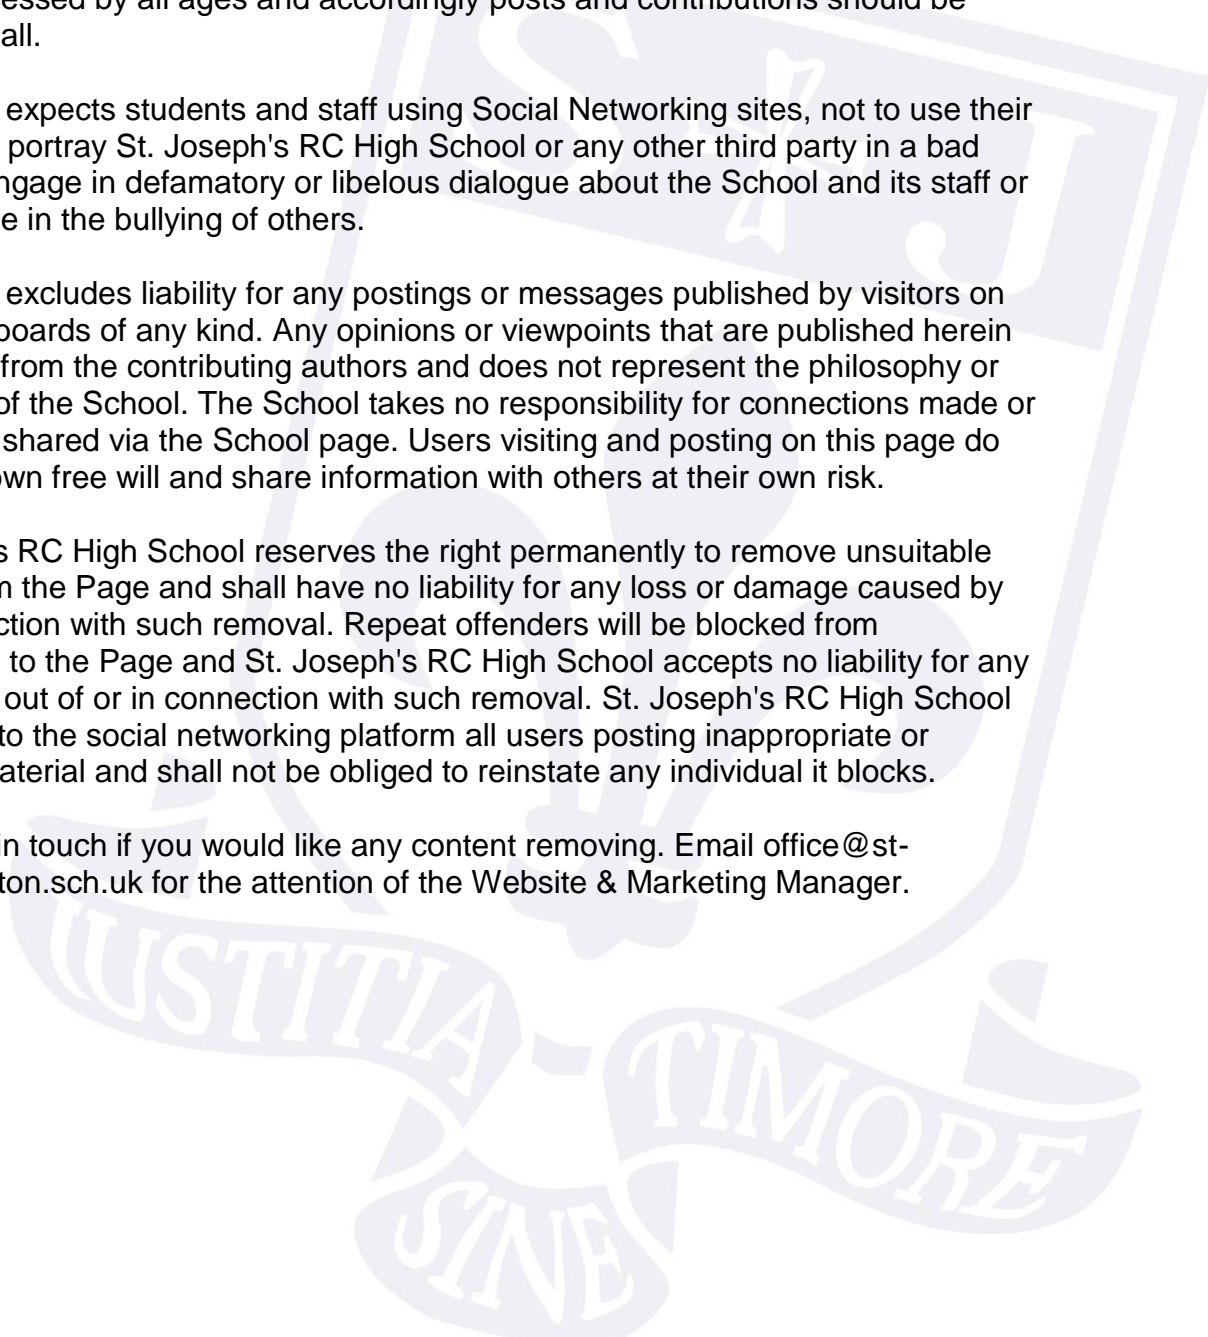 essed by all ages and accordingly posts and contributions should be
all.
expects students and staff using Social Networking sites, not to use their
portray St. Joseph's RC High School or any other third party in a bad
ngage in defamatory or libelous dialogue about the School and its staff or
e in the bullying of others.
excludes liability for any postings or messages published by visitors on
boards of any kind. Any opinions or viewpoints that are published herein
from the contributing authors and does not represent the philosophy or
of the School. The School takes no responsibility for connections made or
shared via the School page. Users visiting and posting on this page do
own free will and share information with others at their own risk.
s RC High School reserves the right permanently to remove unsuitable
m the Page and shall have no liability for any loss or damage caused by
ction with such removal. Repeat offenders will be blocked from
to the Page and St. Joseph's RC High School accepts no liability for any
out of or in connection with such removal. St. Joseph's RC High School
to the social networking platform all users posting inappropriate or
aterial and shall not be obliged to reinstate any individual it blocks.
in touch if you would like any content removing. Email office@st-
ton.sch.uk for the attention of the Website & Marketing Manager.
S J
IUSTITIA
SINE
TIMORE